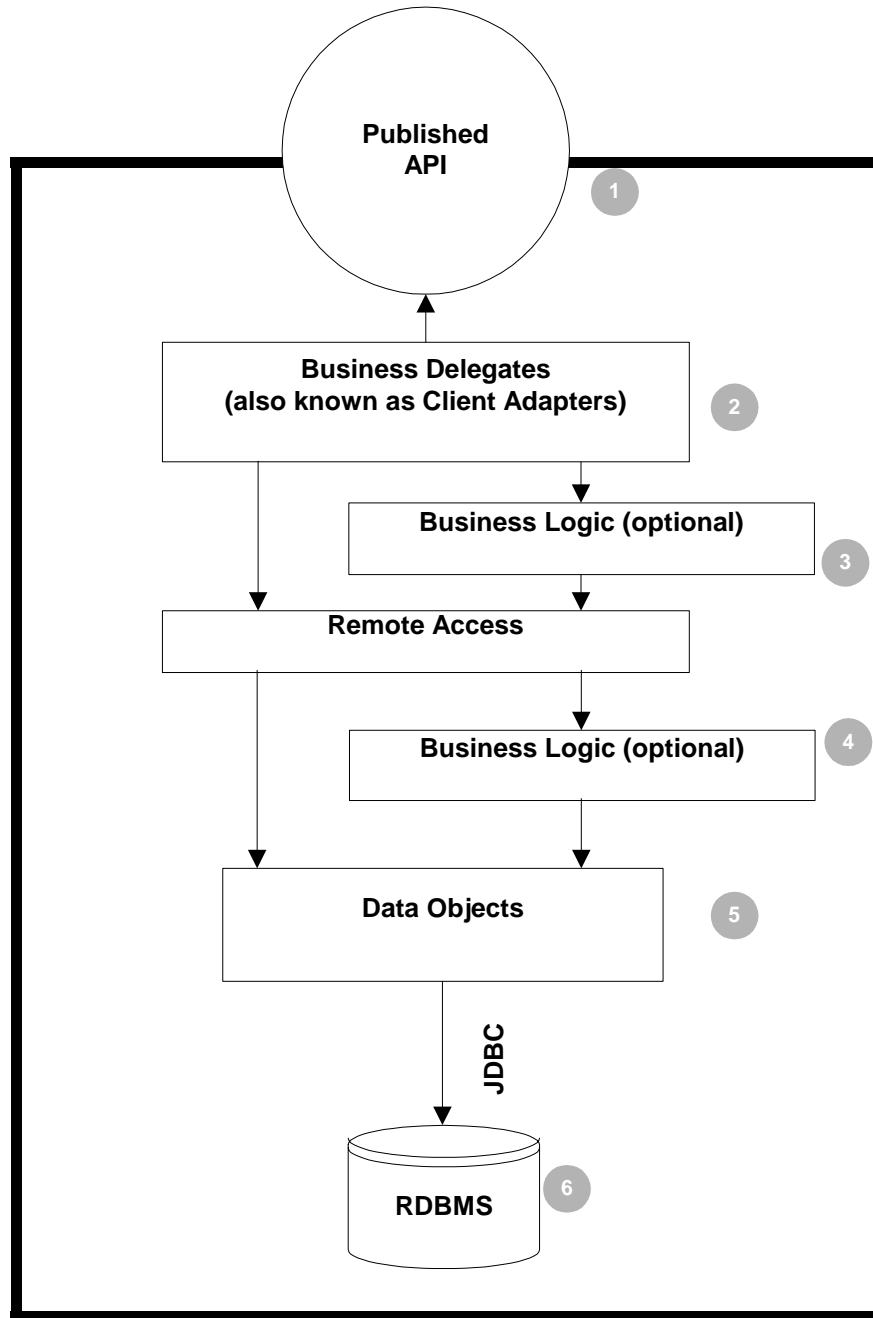 Published
API
1
Business Delegates
(also known as Client Adapters)
2
Business Logic (optional)
3
Remote Access
Business Logic (optional)
4
Data Objects
5
JDBC
RDBMS
6